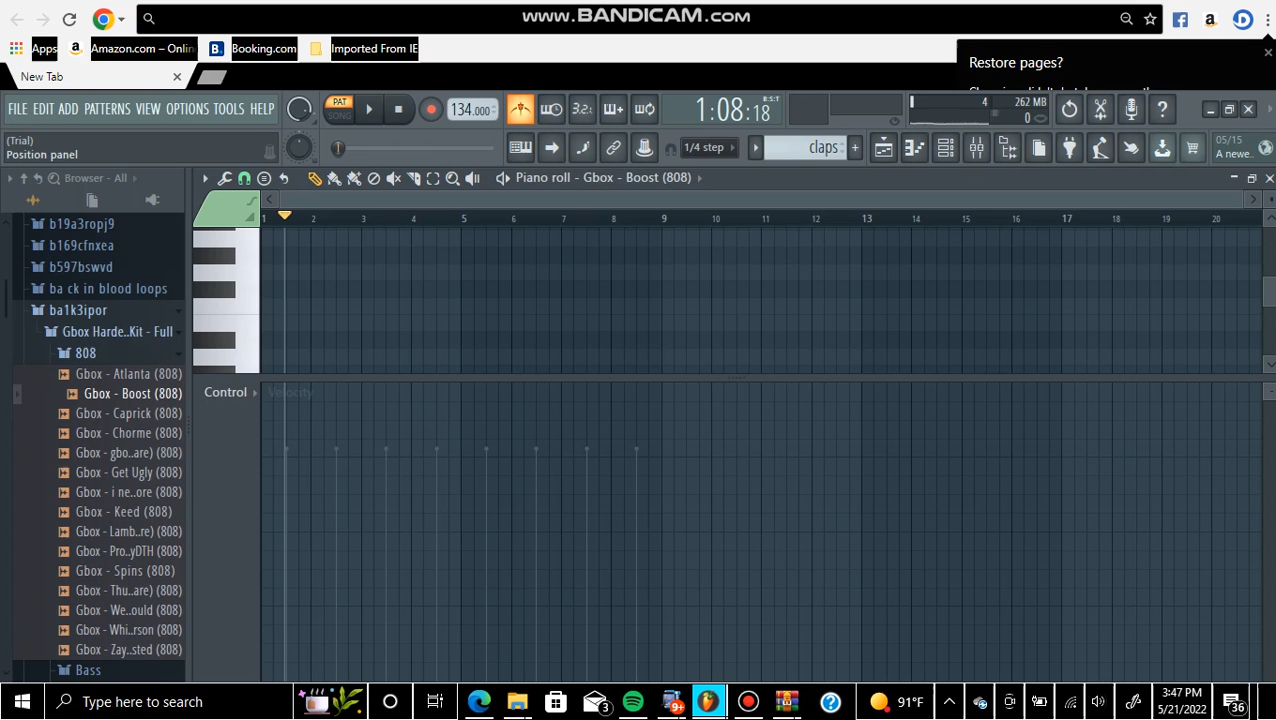 www.BANDICAM.com
Apps Amazon.com – Onlin Booking.com Imported From IE
Restore pages?
New Tab
FILE EDIT ADD PATTERNS VIEW OPTIONS TOOLS HELP
PAT
SONG
134.000
3.2
1:08:18
B:S:T
4
262 MB
0
(Trial)
Position panel
1/4 step
claps
05/15
A newe..
Browser - All
Piano roll - Gbox - Boost (808)
1 2 3 4 5 6 7 8 9 10 11 12 13 14 15 16 17 18 19 20
b19a3ropj9
b169cfnxea
b597bswvd
ba ck in blood loops
ba1k3ipor
Gbox Harde..Kit - Full
808
Gbox - Atlanta (808)
Gbox - Boost (808)
Gbox - Caprick (808)
Gbox - Chorme (808)
Gbox - gbo..are) (808)
Gbox - Get Ugly (808)
Gbox - i ne..ore (808)
Gbox - Keed (808)
Gbox - Lamb..re) (808)
Gbox - Pro..yDTH (808)
Gbox - Spins (808)
Gbox - Thu..are) (808)
Gbox - We..ould (808)
Gbox - Whi..rson (808)
Gbox - Zay..sted (808)
Bass
Control
Velocity
Type here to search
3
9+
91°F
3:47 PM
5/21/2022
36